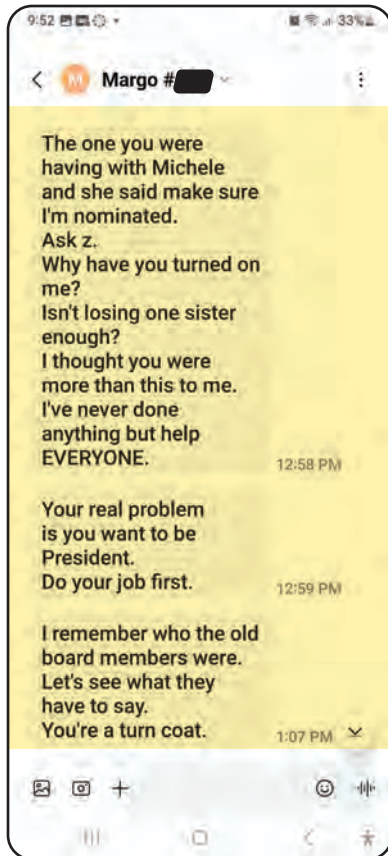 9:52
33%
M Margo #
The one you were
having with Michele
and she said make sure
I'm nominated.
Ask z.
Why have you turned on
me?
Isn't losing one sister
enough?
I thought you were
more than this to me.
I've never done
anything but help
EVERYONE.
12:58 PM
Your real problem
is you want to be
President.
Do your job first.
12:59 PM
I remember who the old
board members were.
Let's see what they
have to say.
You're a turn coat.
1:07 PM